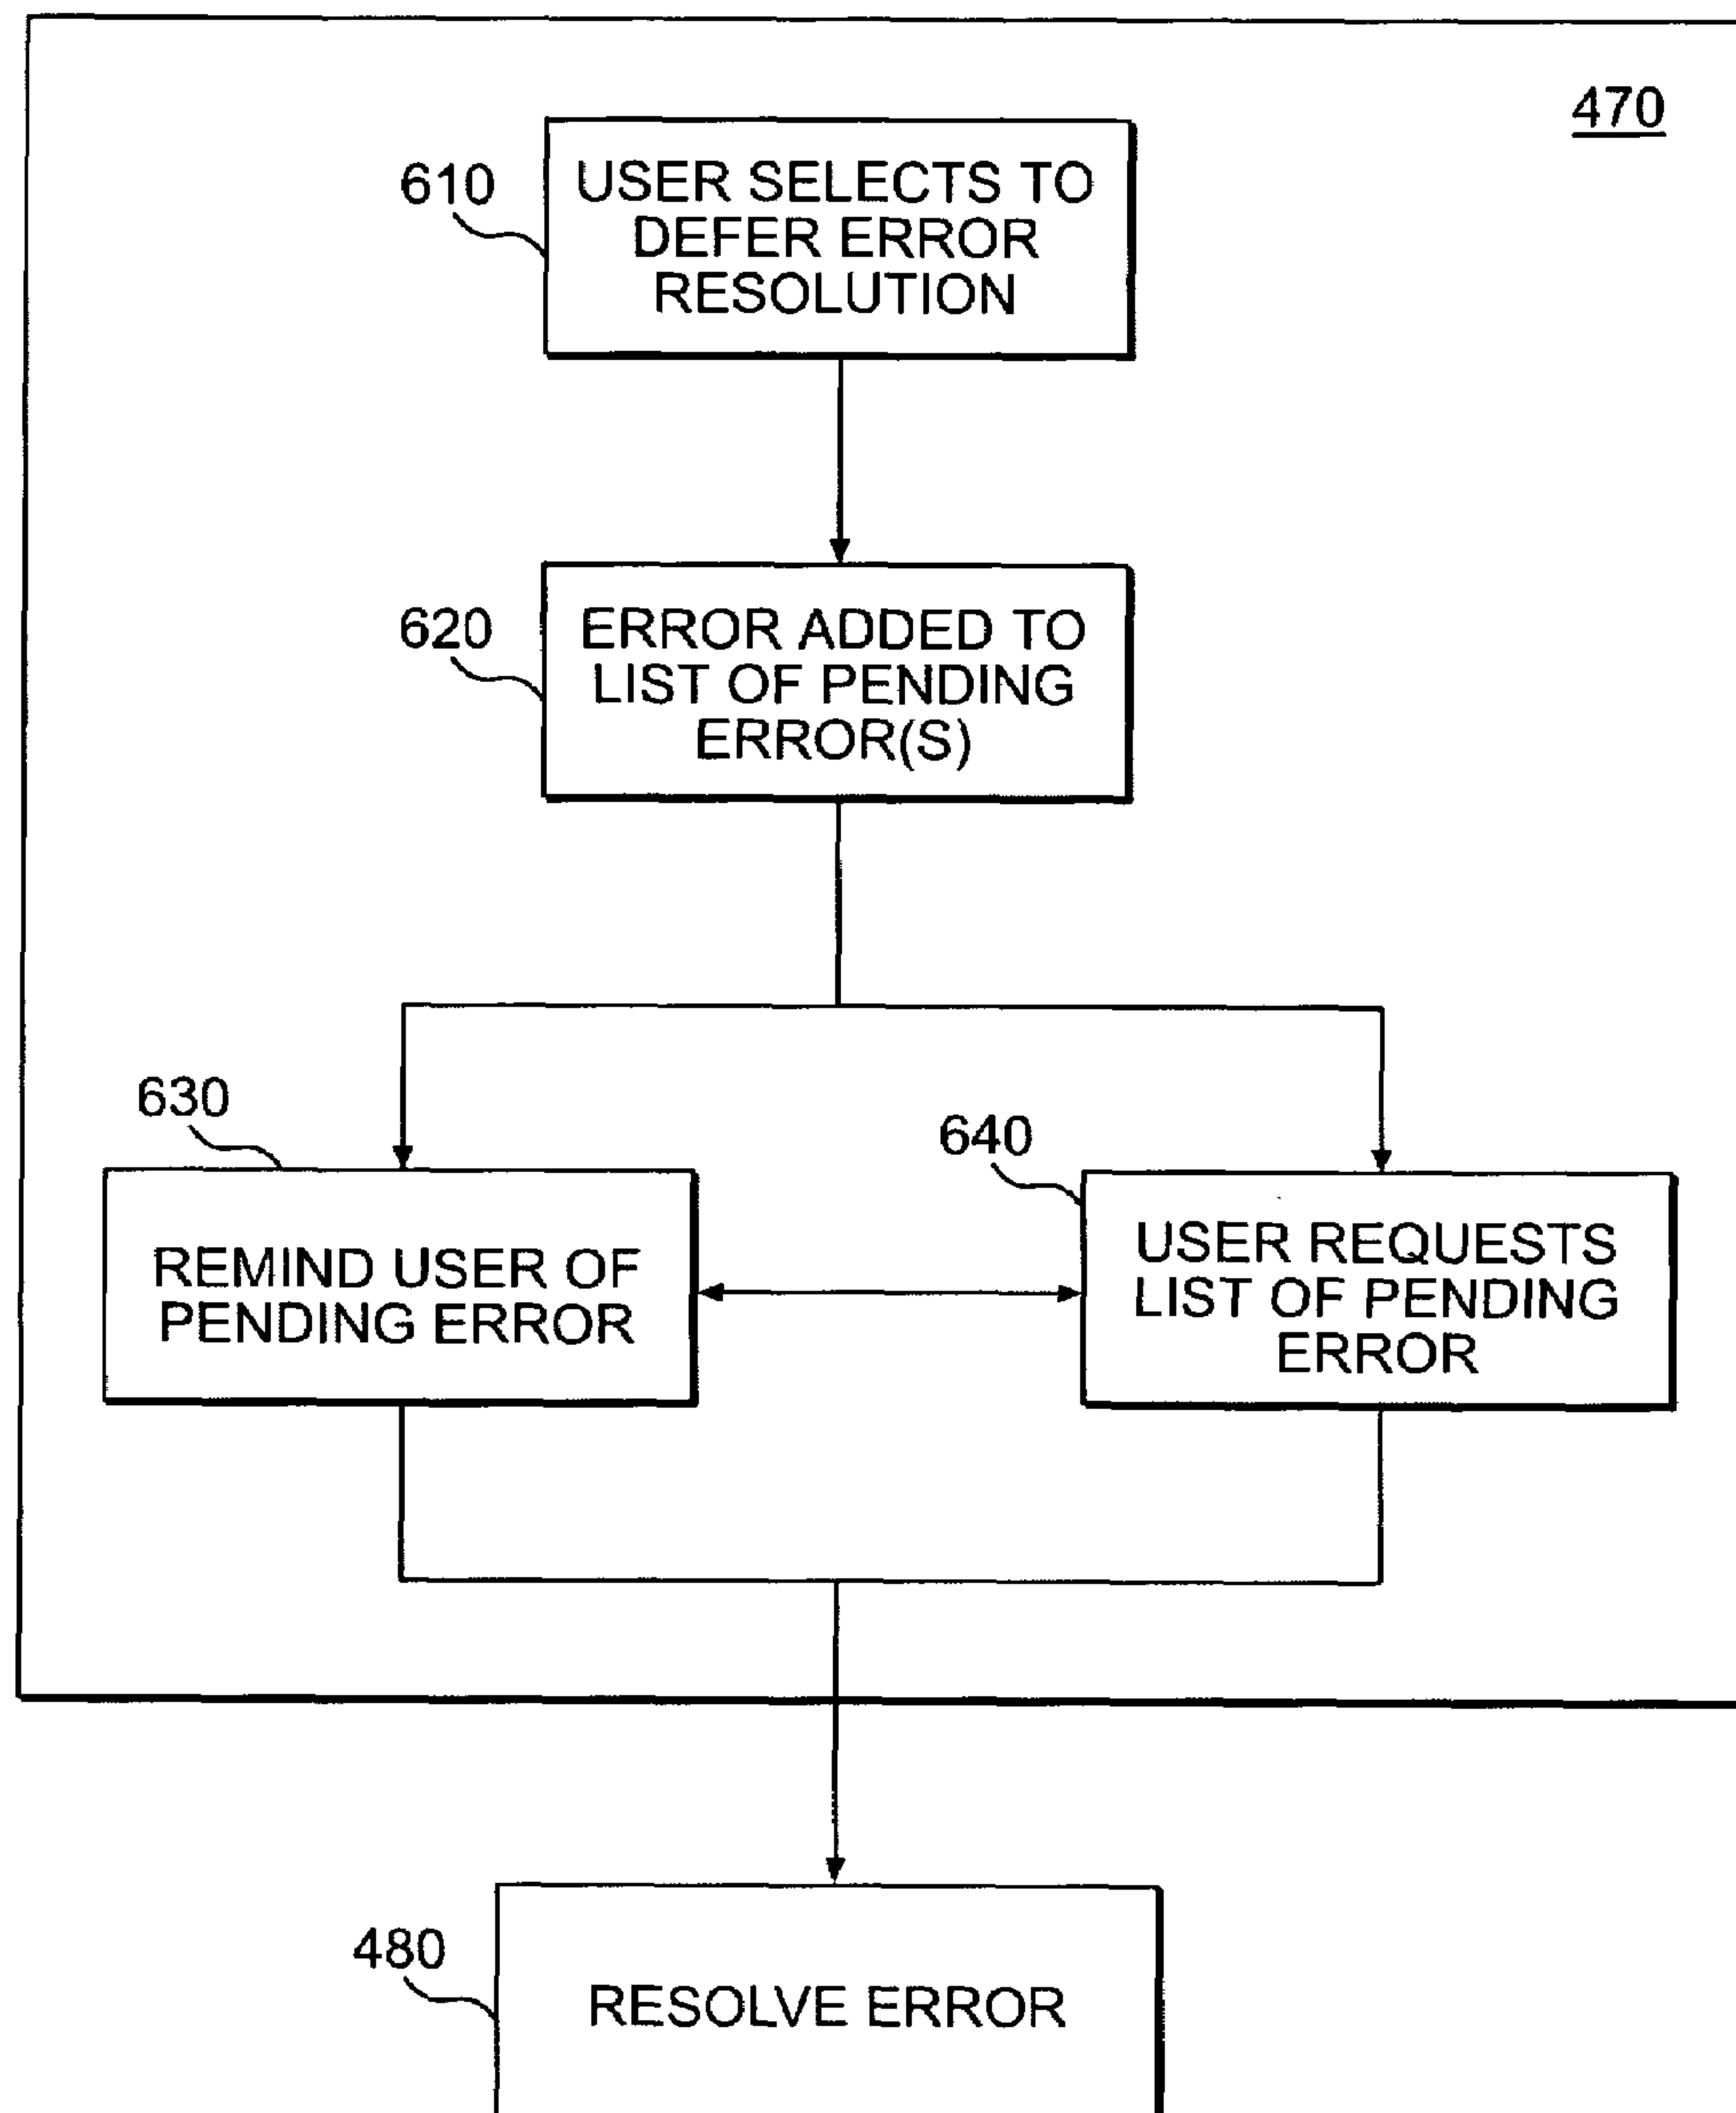 470
610
USER SELECTS TO
DEFER ERROR
RESOLUTION
620
ERROR ADDED TO
LIST OF PENDING
ERROR(S)
630
REMIND USER OF
PENDING ERROR
640
USER REQUESTS
LIST OF PENDING
ERROR
480
RESOLVE ERROR